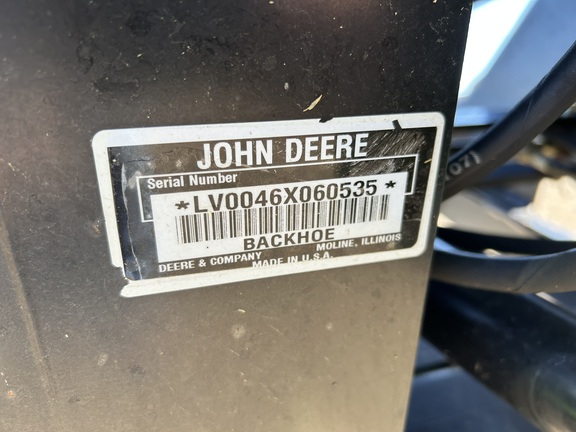 JOHN DEERE
Serial Number
*LV0046X060535*
BACKHOE
DEERE & COMPANY MOLINE, ILLINOIS
MADE IN U.S.A.